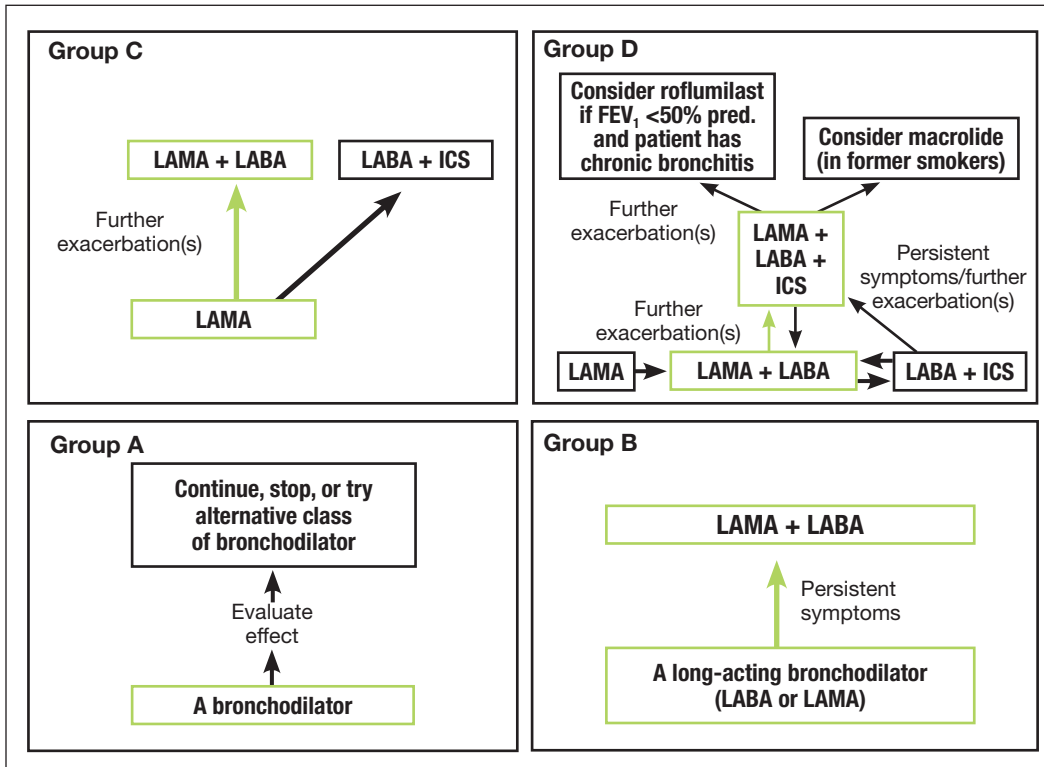 Group C
LAMA + LABA
LABA + ICS
Further
exacerbation(s)
LAMA
Group D
Consider roflumilast
if FEV₁ <50% pred.
and patient has
chronic bronchitis
Consider macrolide
(in former smokers)
Further
exacerbation(s)
LAMA +
LABA +
ICS
Persistent
symptoms/further
exacerbation(s)
Further
exacerbation(s)
LAMA
LAMA + LABA
LABA + ICS
Group A
Continue, stop, or try
alternative class
of bronchodilator
Evaluate
effect
A bronchodilator
Group B
LAMA + LABA
Persistent
symptoms
A long-acting bronchodilator
(LABA or LAMA)